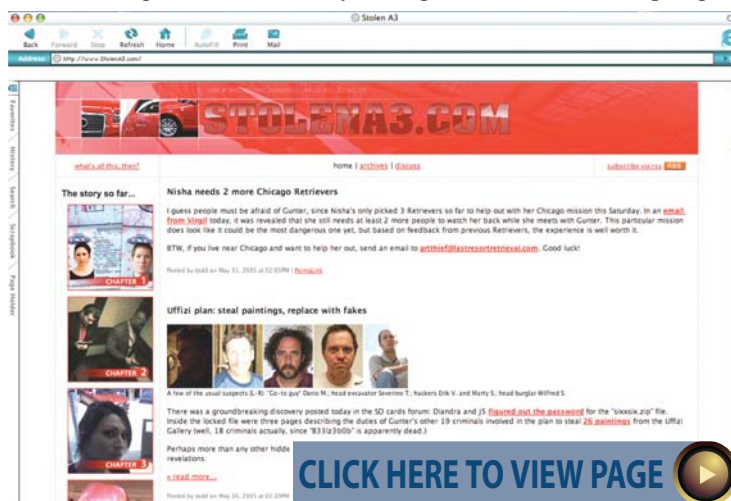 Stolen A3
Back Forward Stop Refresh Home AutoFill Print Mail
Address: http://www.StolenA3.com/
Favorites
History
Search
Scrapbook
Page Holder
STOLENA3.COM
what's all this, then? home | archives | discuss subscribe via rss RSS
The story so far...
CHAPTER 1
CHAPTER 2
CHAPTER 3
Nisha needs 2 more Chicago Retrievers
I guess people must be afraid of Gunter, since Nisha's only picked 3 Retrievers so far to help out with her Chicago mission this Saturday. In an email
from Virgil today, it was revealed that she still needs at least 2 more people to watch her back while she meets with Gunter. This particular mission
does look like it could be the most dangerous one yet, but based on feedback from previous Retrievers, the experience is well worth it.
BTW, if you live near Chicago and want to help her out, send an email to artthief@lastresortretrieval.com. Good luck!
Posted by todd on May 31, 2005 at 02:05PM | PermaLink
Uffizi plan: steal paintings, replace with fakes
A few of the usual suspects (L-R): "Go-to guy" Dario M.; head excavator Severino T.; hackers Erik V. and Marty S.; head burglar Wilfred S.
There was a groundbreaking discovery posted today in the SD cards forum: Diandra and j5 figured out the password for the "sixxsix.zip" file.
Inside the locked file were three pages describing the duties of Gunter's other 19 criminals involved in the plan to steal 26 paintings from the Uffizi
Gallery (well, 18 criminals actually, since "833lz3b0b" is apparently dead.)
Perhaps more than any other hidde
revelations:
» read more...
Posted by todd on May 30, 2005 at 02:29PM
CLICK HERE TO VIEW PAGE